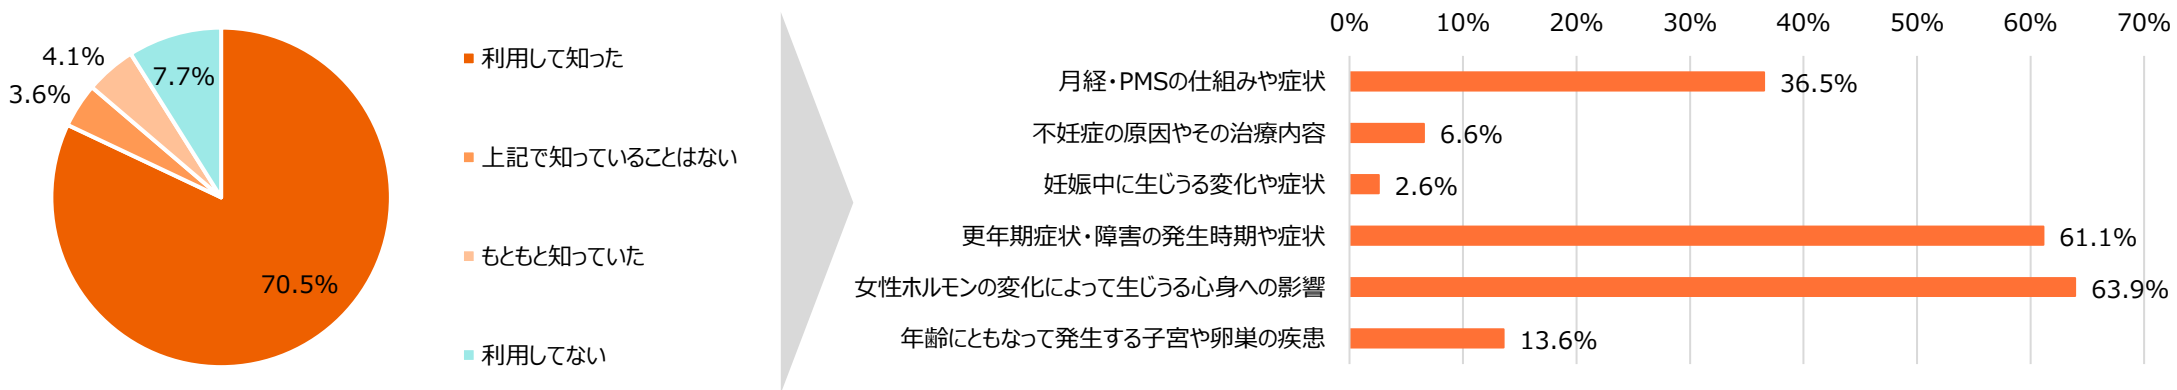 4.1%
7.7%
3.6%
70.5%
利用して知った
上記で知っていることはない
もともと知っていた
利用してない
0% 10% 20% 30% 40% 50% 60% 70%
月経・PMSの仕組みや症状 36.5%
不妊症の原因やその治療内容 6.6%
妊娠中に生じうる変化や症状 2.6%
更年期症状・障害の発生時期や症状 61.1%
女性ホルモンの変化によって生じうる心身への影響 63.9%
年齢にともなって発生する子宮や卵巣の疾患 13.6%